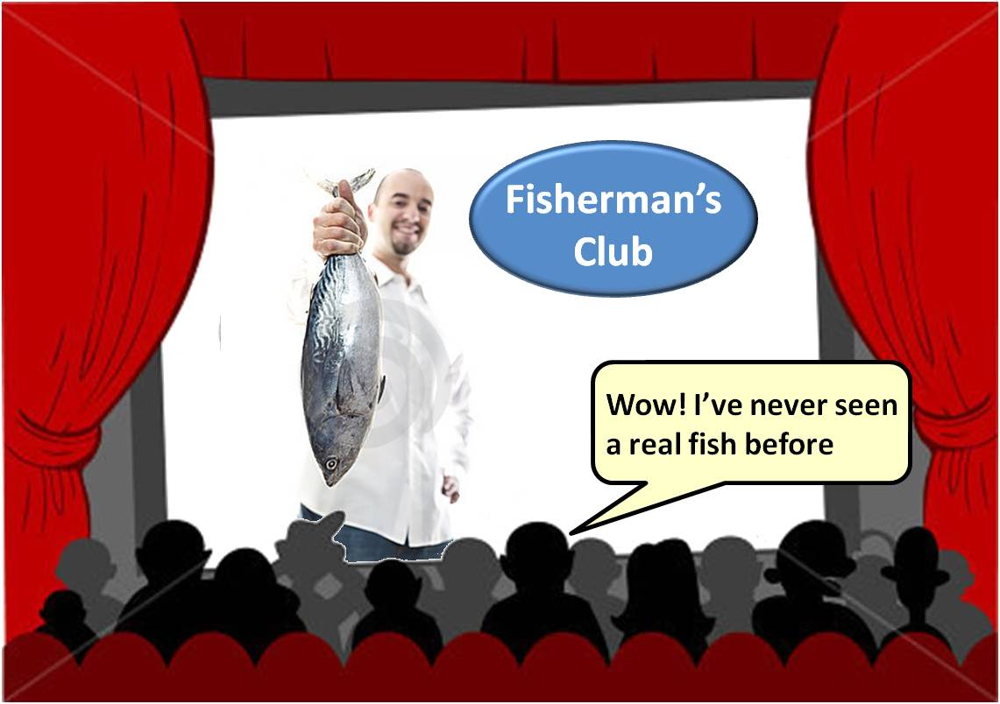 Fisherman’s
Club
Wow! I’ve never seen
a real fish before